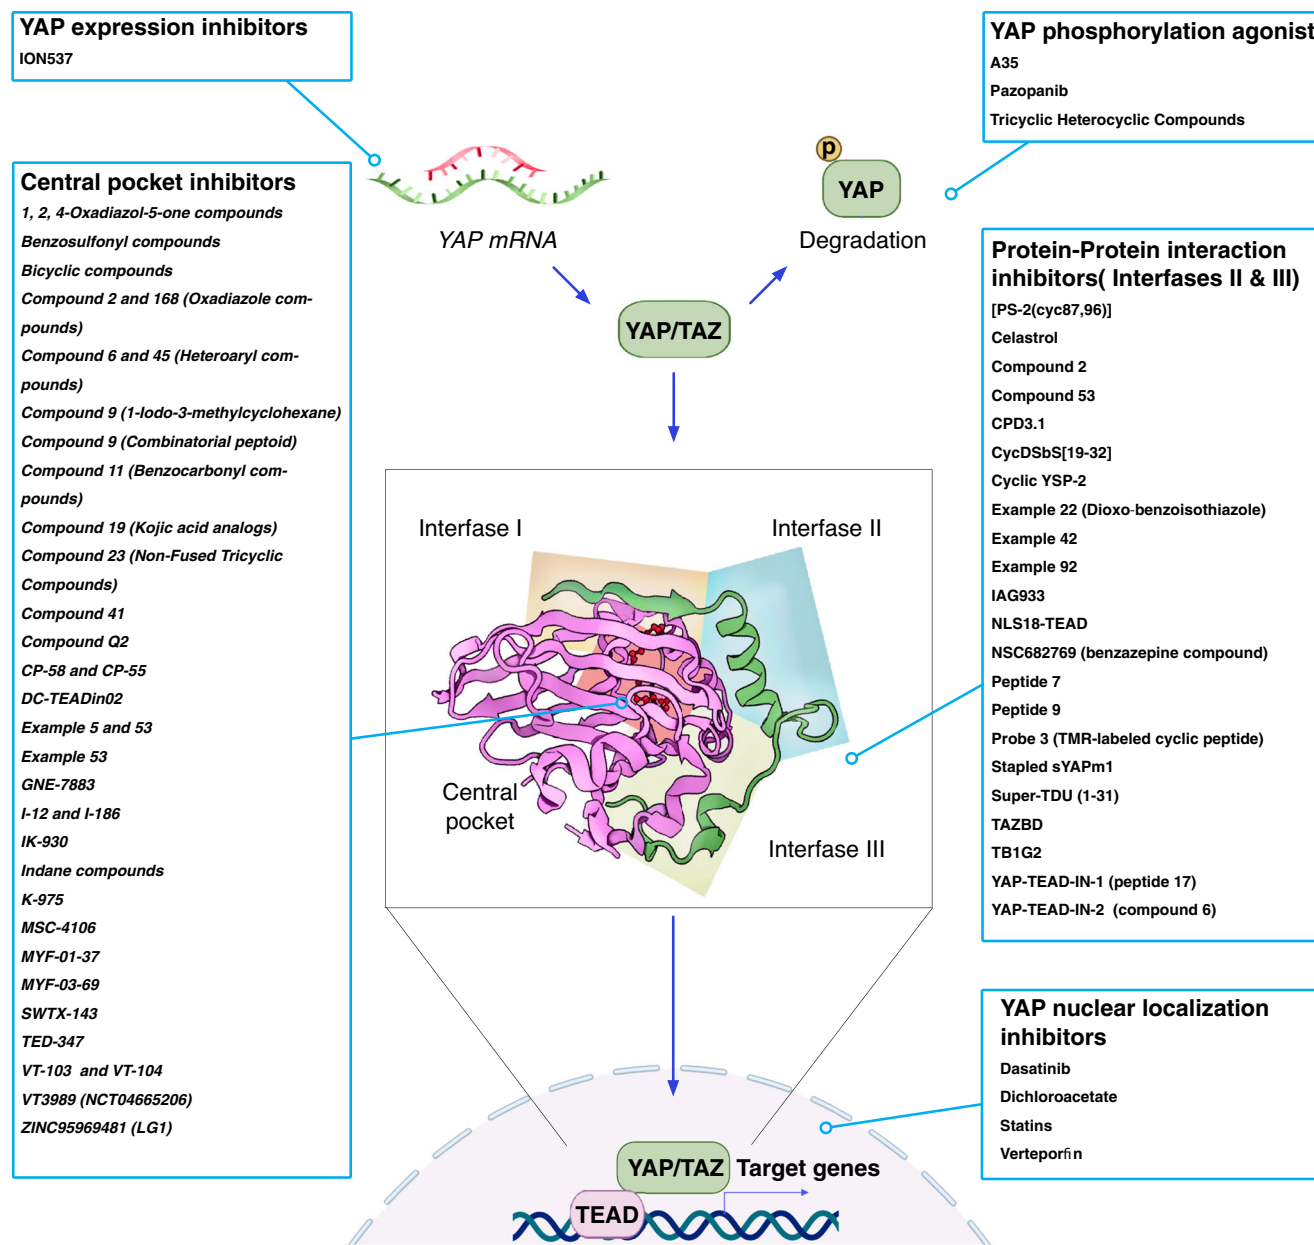 YAP expression inhibitors
ION537
YAP phosphorylation agonist
A35
Pazopanib
Tricyclic Heterocyclic Compounds
Central pocket inhibitors
1, 2, 4-Oxadiazol-5-one compounds
Benzosulfonyl compounds
Bicyclic compounds
Compound 2 and 168 (Oxadiazole com-
pounds)
Compound 6 and 45 (Heteroaryl com-
pounds)
Compound 9 (1-Iodo-3-methylcyclohexane)
Compound 9 (Combinatorial peptoid)
Compound 11 (Benzocarbonyl com-
pounds)
Compound 19 (Kojic acid analogs)
Compound 23 (Non-Fused Tricyclic
Compounds)
Compound 41
Compound Q2
CP-58 and CP-55
DC-TEADin02
Example 5 and 53
Example 53
GNE-7883
I-12 and I-186
IK-930
Indane compounds
K-975
MSC-4106
MYF-01-37
MYF-03-69
SWTX-143
TED-347
VT-103 and VT-104
VT3989 (NCT04665206)
ZINC95969481 (LG1)
YAP mRNA
p
YAP
Degradation
YAP/TAZ
Interfase I
Interfase II
Central
pocket
Interfase III
Protein-Protein interaction
inhibitors( Interfases II & III)
[PS-2(cyc87,96)]
Celastrol
Compound 2
Compound 53
CPD3.1
CycDSbS[19-32]
Cyclic YSP-2
Example 22 (Dioxo-benzoisothiazole)
Example 42
Example 92
IAG933
NLS18-TEAD
NSC682769 (benzazepine compound)
Peptide 7
Peptide 9
Probe 3 (TMR-labeled cyclic peptide)
Stapled sYAPm1
Super-TDU (1-31)
TAZBD
TB1G2
YAP-TEAD-IN-1 (peptide 17)
YAP-TEAD-IN-2 (compound 6)
YAP nuclear localization
inhibitors
Dasatinib
Dichloroacetate
Statins
Verteporfin
YAP/TAZ
Target genes
TEAD